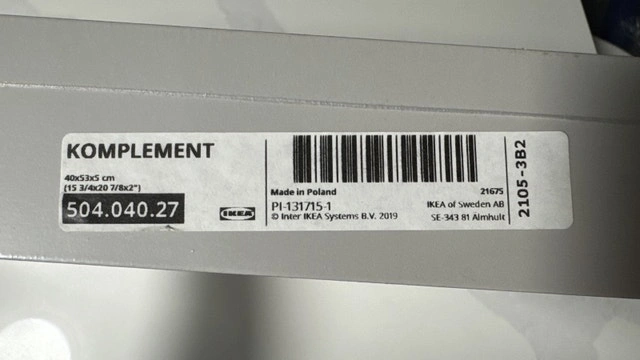 KOMPLEMENT
40x53x5 cm
(15 3/4x20 7/8x2")
504.040.27
IKEA
Made in Poland
21675
PI-131715-1
IKEA of Sweden AB
© Inter IKEA Systems B.V. 2019
SE-343 81 Älmhult
2105-3B2